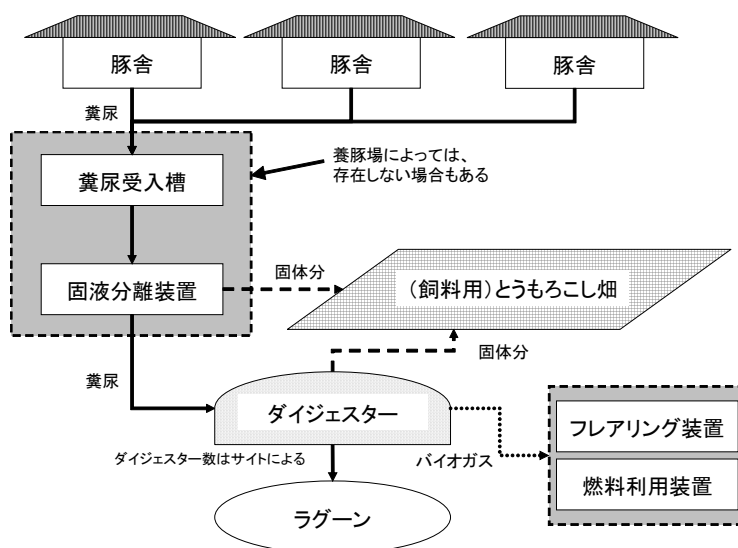 豚舎
豚舎
豚舎
糞尿
糞尿受入槽
養豚場によっては、
存在しない場合もある
固液分離装置
固体分
（飼料用）とうもろこし畑
固体分
糞尿
ダイジェスター
フレアリング装置
ダイジェスター数はサイトによる
バイオガス
燃料利用装置
ラグーン